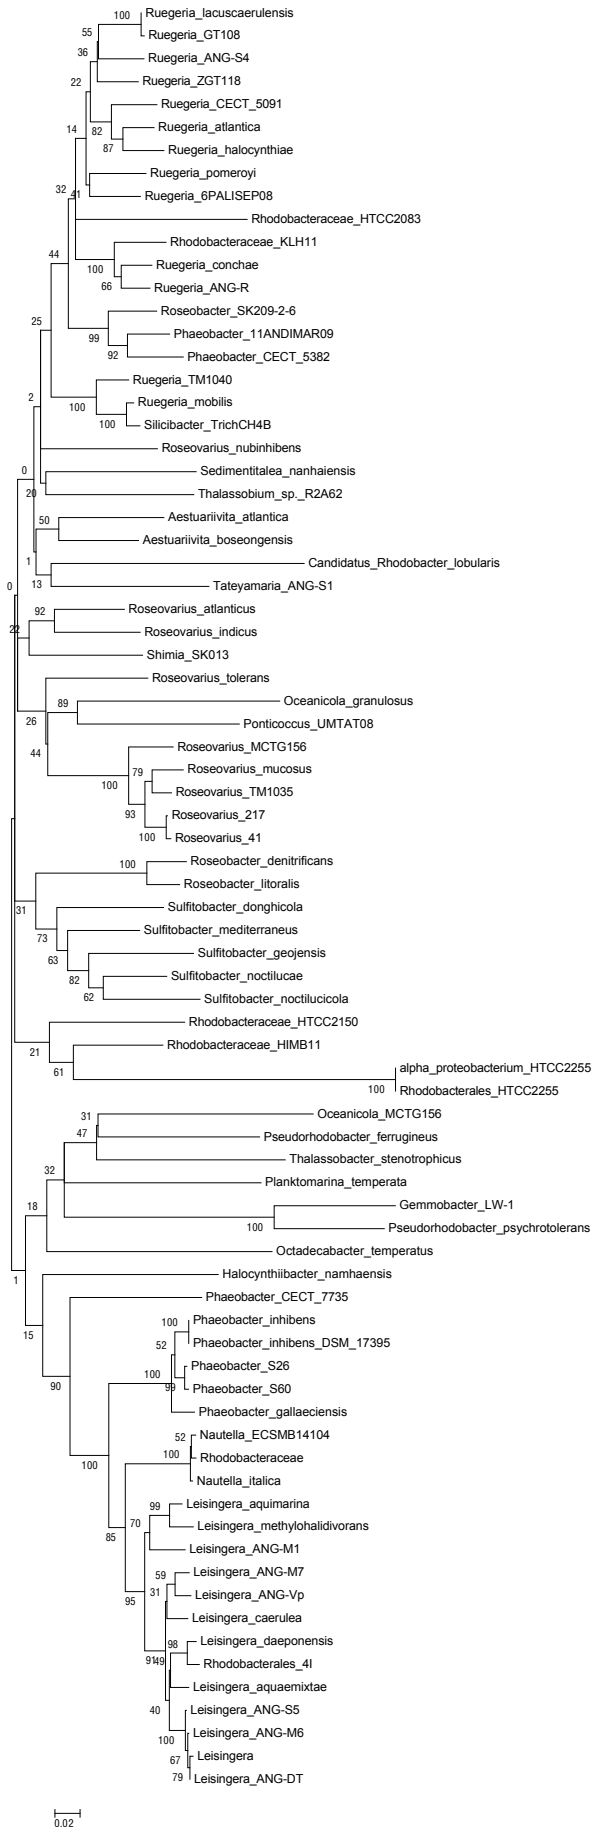 100 Ruegeria_lacuscaerulensis
55 Ruegeria_GT108
36 Ruegeria_ANG-S4
22 Ruegeria_ZGT118
Ruegeria_CECT_5091
14 82 Ruegeria_atlantica
87 Ruegeria_halocynthiae
Ruegeria_pomeroyi
32 41 Ruegeria_6PALISEP08
Rhodobacteraceae_HTCC2083
Rhodobacteraceae_KLH11
44 100 Ruegeria_conchae
66 Ruegeria_ANG-R
Roseobacter_SK209-2-6
25 99 Phaeobacter_11ANDIMAR09
92 Phaeobacter_CECT_5382
Ruegeria_TM1040
2 100 Ruegeria_mobilis
100 Silicibacter_TrichCH4B
Roseovarius_nubinhibens
0 Sedimentitalea_nanhaiensis
20 Thalassobium_sp._R2A62
50 Aestuariivita_atlantica
Aestuariivita_boseongensis
1 Candidatus_Rhodobacter_lobularis
0 13 Tateyamaria_ANG-S1
92 Roseovarius_atlanticus
22 Roseovarius_indicus
Shimia_SK013
Roseovarius_tolerans
89 Oceanicola_granulosus
26 Ponticoccus_UMTAT08
44 Roseovarius_MCTG156
100 79 Roseovarius_mucosus
Roseovarius_TM1035
93 Roseovarius_217
100 Roseovarius_41
100 Roseobacter_denitrificans
Roseobacter_litoralis
31 Sulfitobacter_donghicola
73 Sulfitobacter_mediterraneus
63 Sulfitobacter_geojensis
82 Sulfitobacter_noctilucae
62 Sulfitobacter_noctilucicola
Rhodobacteraceae_HTCC2150
21 Rhodobacteraceae_HIMB11
61 alpha_proteobacterium_HTCC2255
100 Rhodobacterales_HTCC2255
31 Oceanicola_MCTG156
47 Pseudorhodobacter_ferrugineus
Thalassobacter_stenotrophicus
32 Planktomarina_temperata
18 Gemmobacter_LW-1
100 Pseudorhodobacter_psychrotolerans
Octadecabacter_temperatus
1 Halocynthiibacter_namhaensis
Phaeobacter_CECT_7735
15 100 Phaeobacter_inhibens
52 Phaeobacter_inhibens_DSM_17395
100 Phaeobacter_S26
90 99 Phaeobacter_S60
Phaeobacter_gallaeciensis
52 Nautella_ECSMB14104
100 100 Rhodobacteraceae
Nautella_italica
99 Leisingera_aquimarina
85 70 Leisingera_methylohalidivorans
Leisingera_ANG-M1
59 Leisingera_ANG-M7
95 31 Leisingera_ANG-Vp
Leisingera_caerulea
98 Leisingera_daeponensis
91 49 Rhodobacterales_4I
Leisingera_aquaemixtae
40 Leisingera_ANG-S5
100 Leisingera_ANG-M6
67 Leisingera
79 Leisingera_ANG-DT
0.02